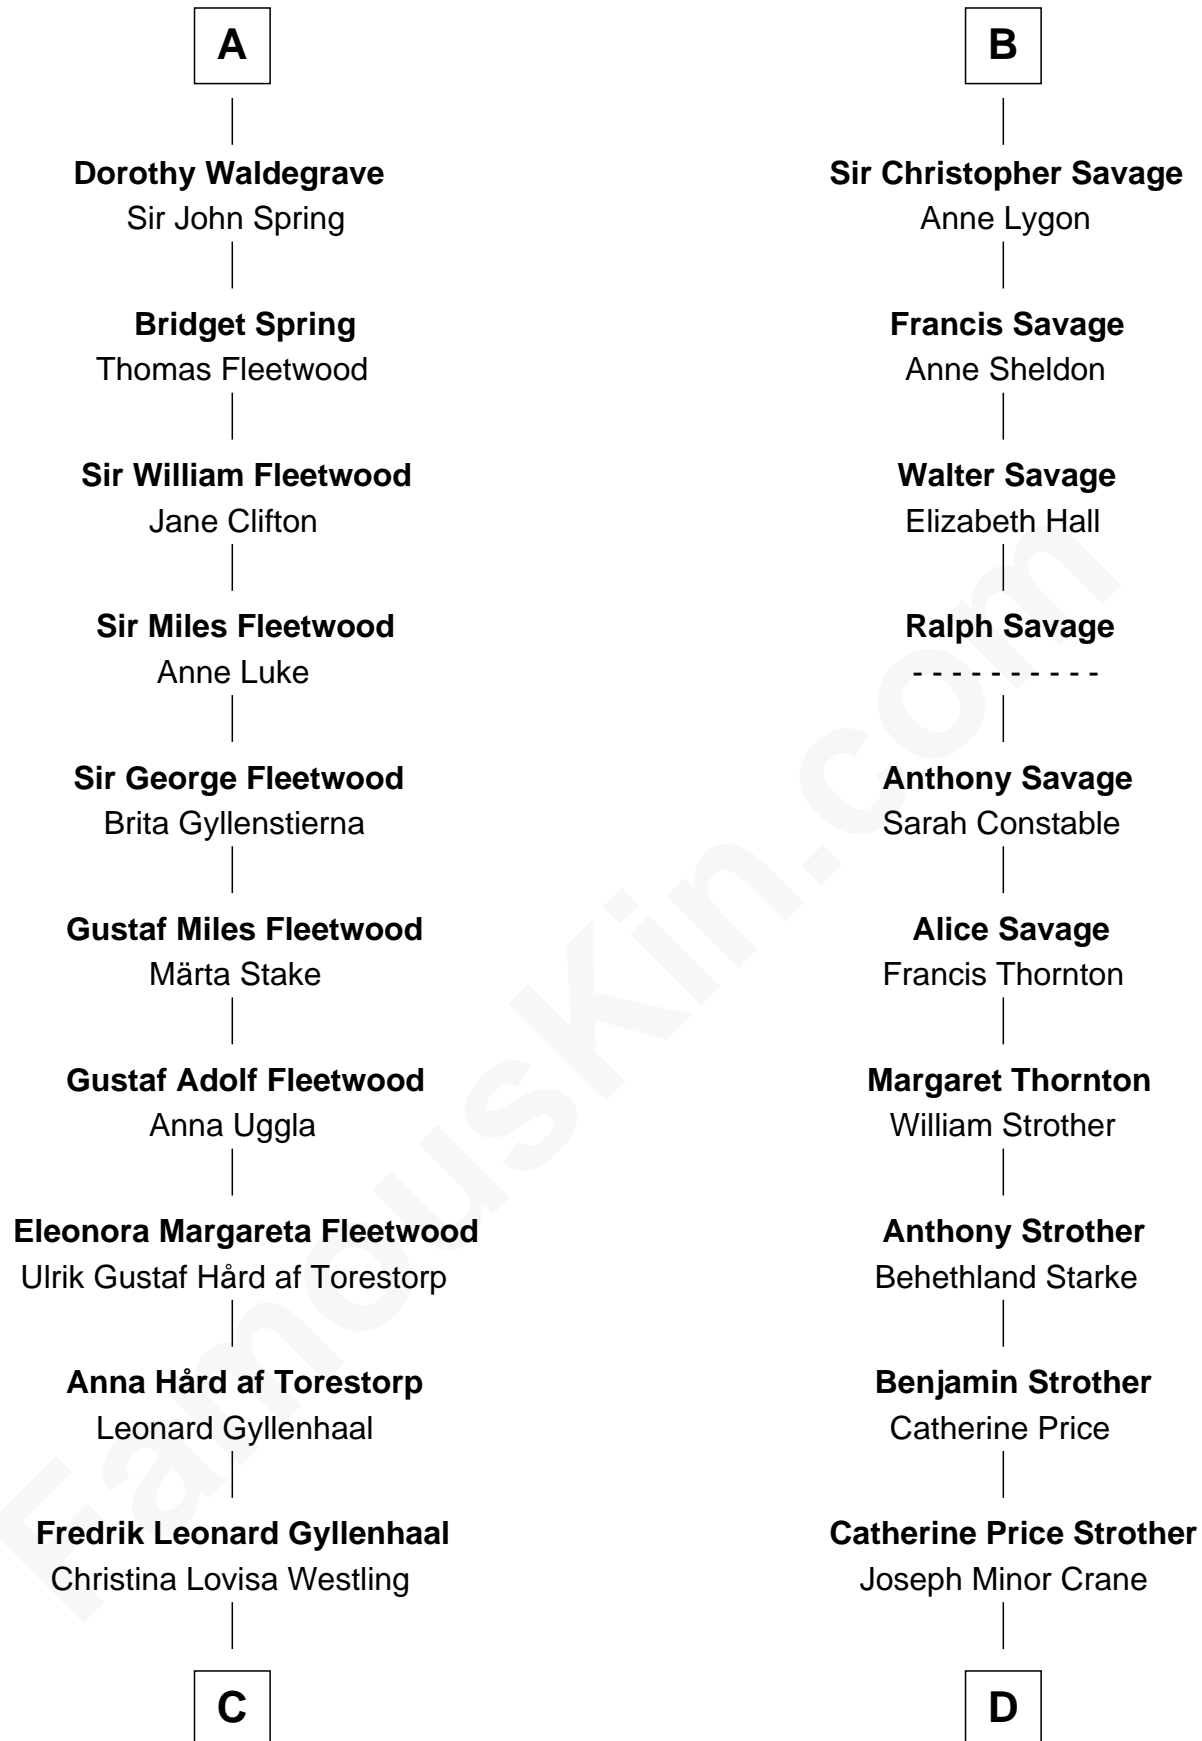 A
Dorothy Waldegrave
Sir John Spring
Bridget Spring
Thomas Fleetwood
Sir William Fleetwood
Jane Clifton
Sir Miles Fleetwood
Anne Luke
Sir George Fleetwood
Brita Gyllenstierna
Gustaf Miles Fleetwood
Märta Stake
Gustaf Adolf Fleetwood
Anna Uggla
Eleonora Margareta Fleetwood
Ulrik Gustaf Hård af Torestorp
Anna Hård af Torestorp
Leonard Gyllenhaal
Fredrik Leonard Gyllenhaal
Christina Lovisa Westling
C
B
Sir Christopher Savage
Anne Lygon
Francis Savage
Anne Sheldon
Walter Savage
Elizabeth Hall
Ralph Savage
- - - - - - - - - -
Anthony Savage
Sarah Constable
Alice Savage
Francis Thornton
Margaret Thornton
William Strother
Anthony Strother
Behethland Starke
Benjamin Strother
Catherine Price
Catherine Price Strother
Joseph Minor Crane
D
FamousKin.com